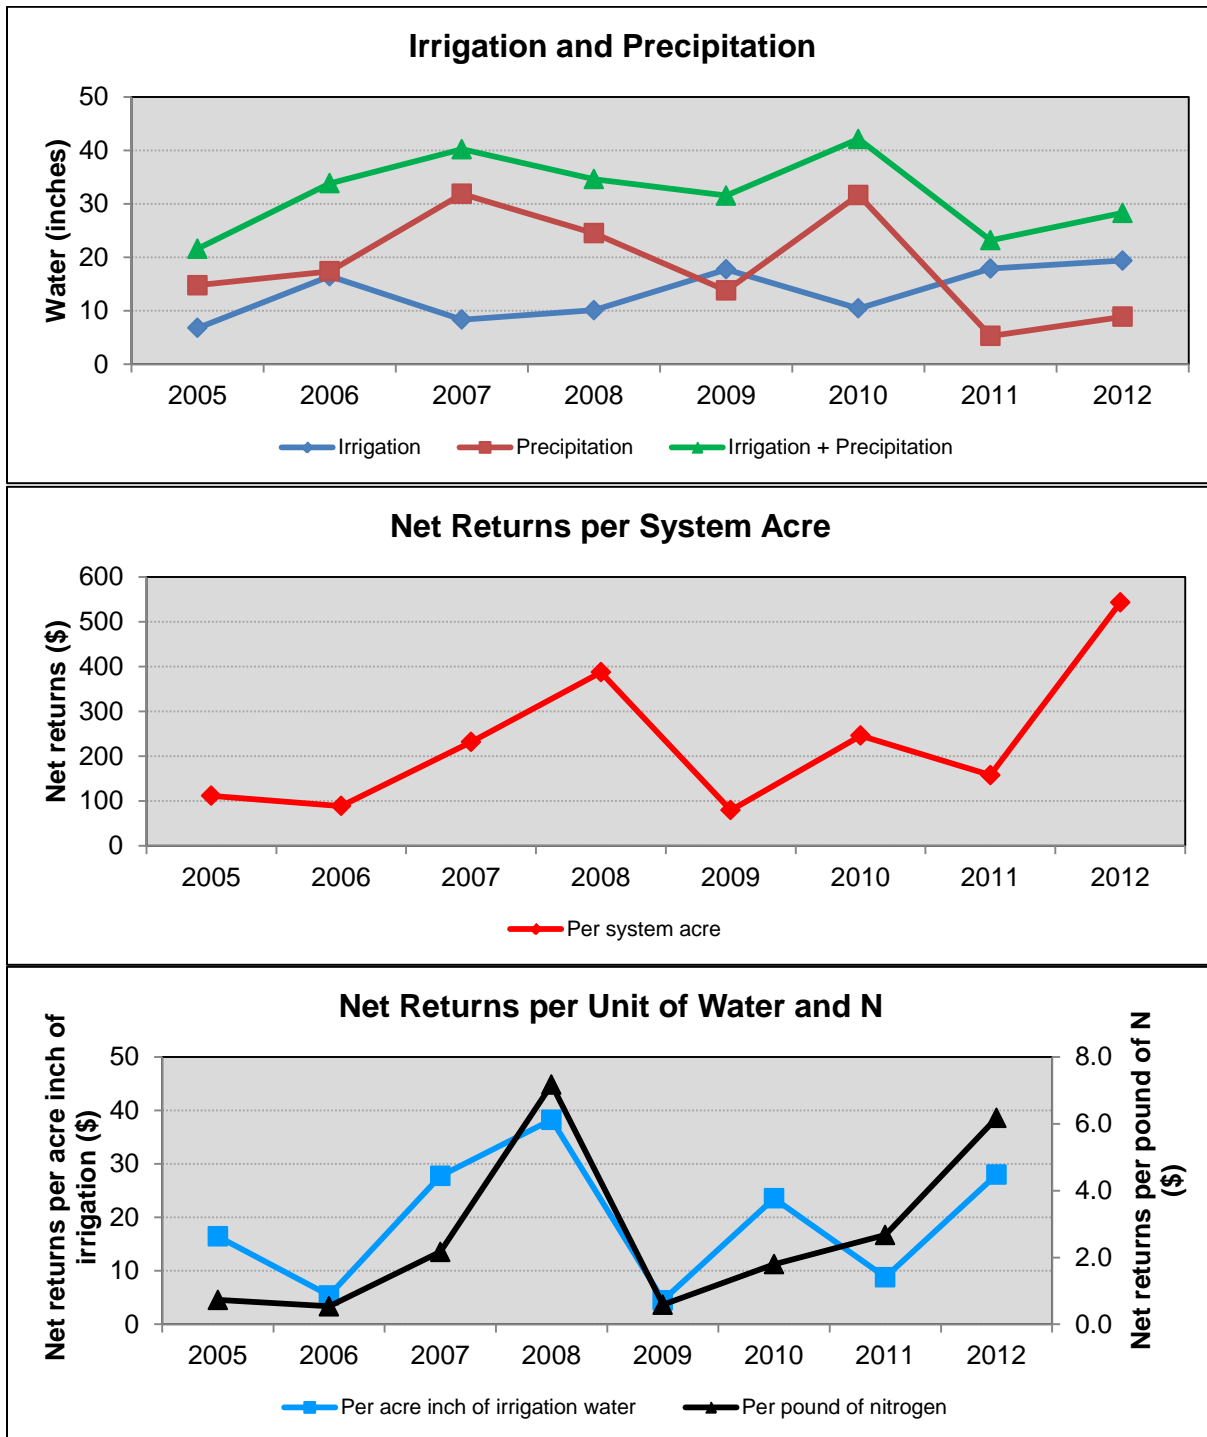 Irrigation and Precipitation
Water (inches)
50
40
30
20
10
0
2005 2006 2007 2008 2009 2010 2011 2012
Irrigation Precipitation Irrigation + Precipitation
Net Returns per System Acre
Net returns ($)
600
500
400
300
200
100
0
2005 2006 2007 2008 2009 2010 2011 2012
Per system acre
Net Returns per Unit of Water and N
Net returns per acre inch of
irrigation ($)
50
40
30
20
10
0
8.0
6.0
4.0
2.0
0.0
Net returns per pound of N
($)
2005 2006 2007 2008 2009 2010 2011 2012
Per acre inch of irrigation water Per pound of nitrogen